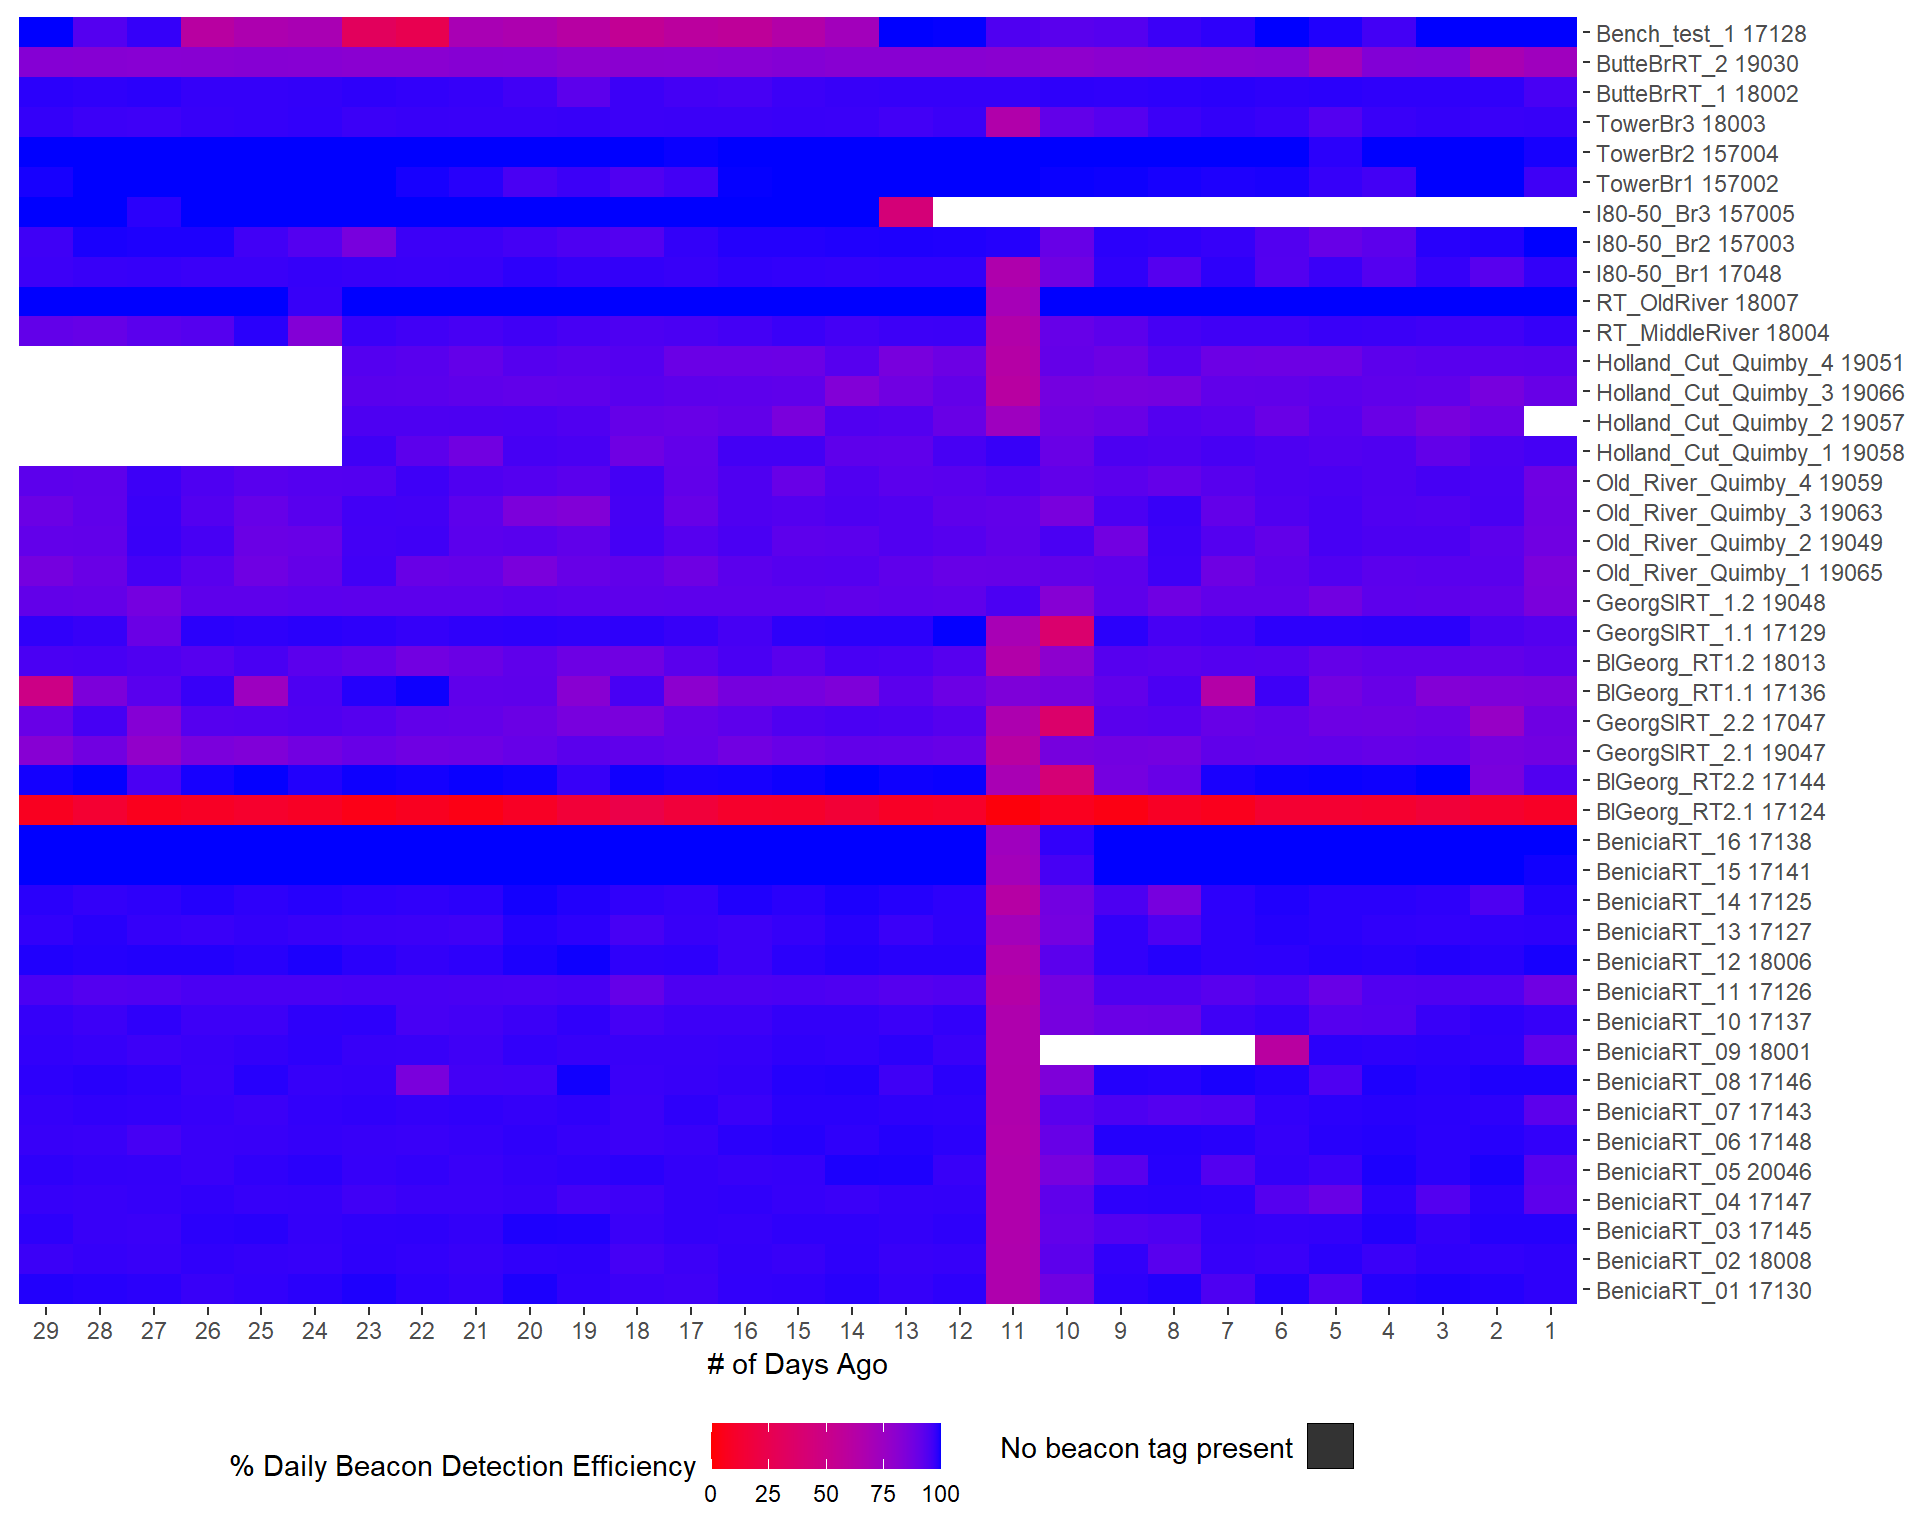 Bench_test_1 17128
ButteBrRT_2 19030
ButteBrRT_1 18002
TowerBr3 18003
TowerBr2 157004
TowerBr1 157002
I80-50_Br3 157005
I80-50_Br2 157003
I80-50_Br1 17048
RT_OldRiver 18007
RT_MiddleRiver 18004
Holland_Cut_Quimby_4 19051
Holland_Cut_Quimby_3 19066
Holland_Cut_Quimby_2 19057
Holland_Cut_Quimby_1 19058
Old_River_Quimby_4 19059
Old_River_Quimby_3 19063
Old_River_Quimby_2 19049
Old_River_Quimby_1 19065
GeorgSlRT_1.2 19048
GeorgSlRT_1.1 17129
BlGeorg_RT1.2 18013
BlGeorg_RT1.1 17136
GeorgSlRT_2.2 17047
GeorgSlRT_2.1 19047
BlGeorg_RT2.2 17144
BlGeorg_RT2.1 17124
BeniciaRT_16 17138
BeniciaRT_15 17141
BeniciaRT_14 17125
BeniciaRT_13 17127
BeniciaRT_12 18006
BeniciaRT_11 17126
BeniciaRT_10 17137
BeniciaRT_09 18001
BeniciaRT_08 17146
BeniciaRT_07 17143
BeniciaRT_06 17148
BeniciaRT_05 20046
BeniciaRT_04 17147
BeniciaRT_03 17145
BeniciaRT_02 18008
BeniciaRT_01 17130
29 28 27 26 25 24 23 22 21 20 19 18 17 16 15 14 13 12 11 10 9 8 7 6 5 4 3 2 1
# of Days Ago
% Daily Beacon Detection Efficiency
0 25 50 75 100
No beacon tag present